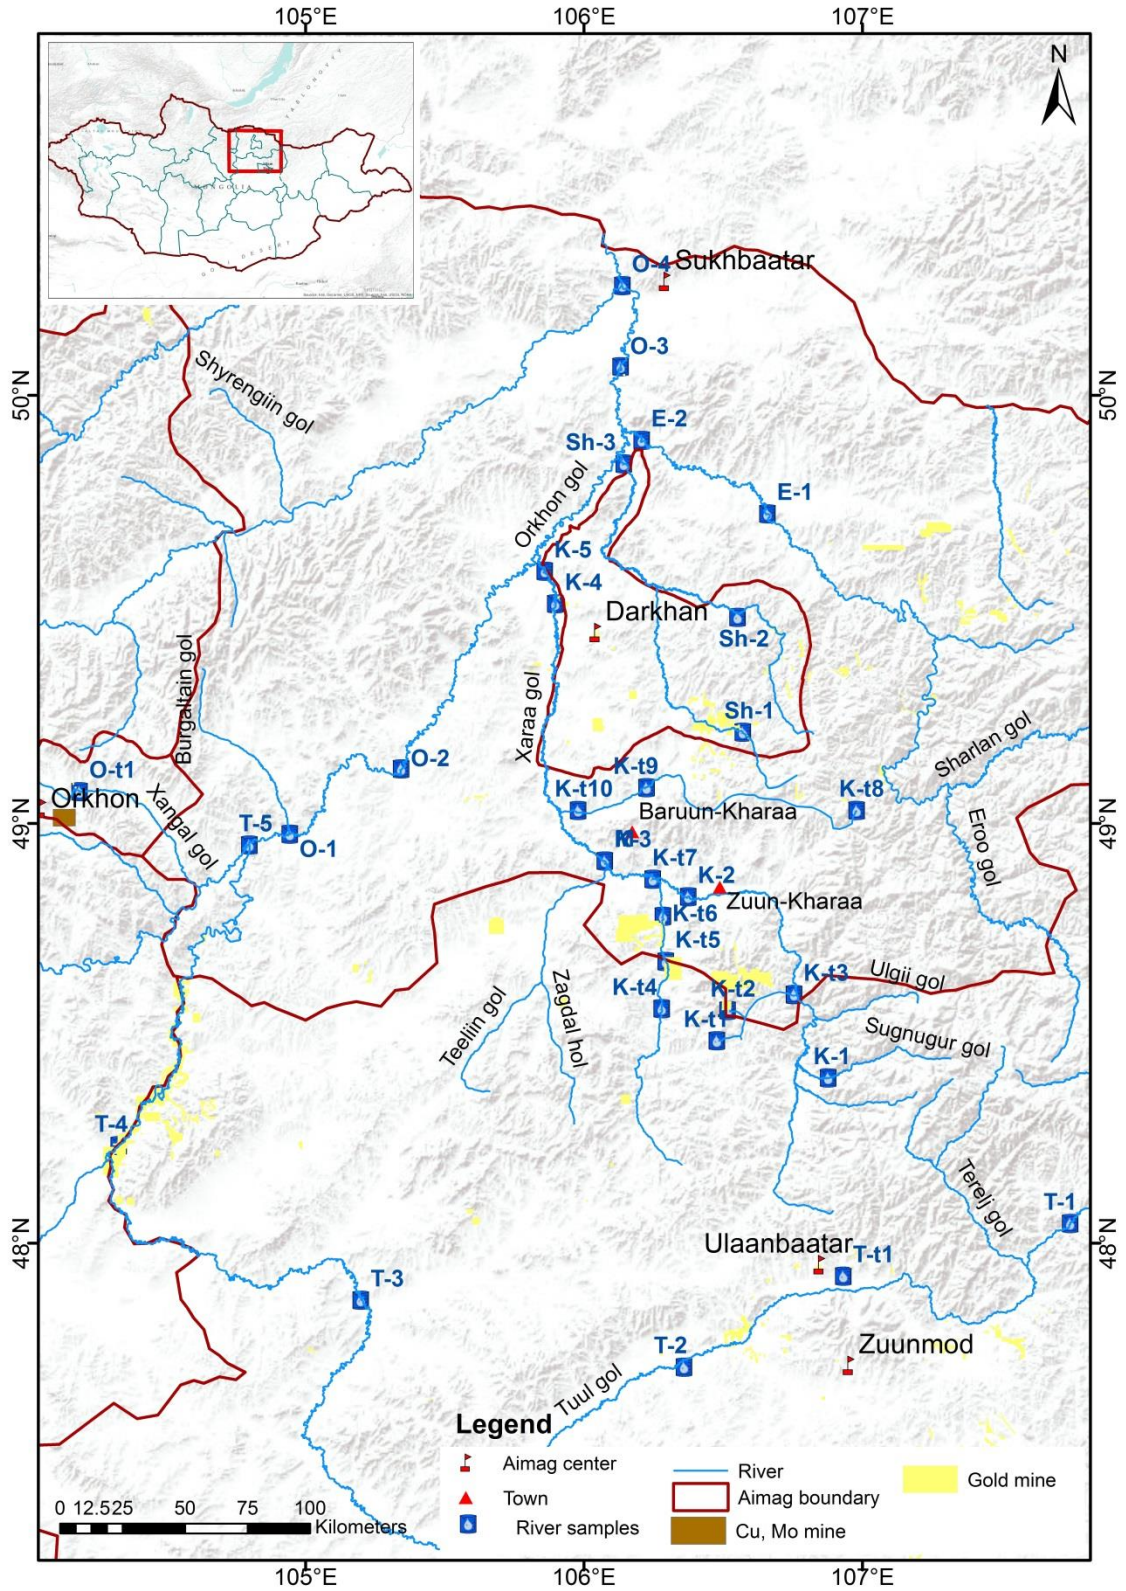 105°E 106°E 107°E
N
MONGOLIA
GOBI DESERT
O-4
Sukhbaatar
O-3
Shyrengiin gol
50°N
50°N
E-2
Sh-3
Orkhon gol
E-1
K-5
K-4
Darkhan
Sh-2
Burgaltain gol
Xaraa gol
Sh-1
Sharlan gol
O-2
O-t1
Orkhon
Xangal gol
K-t9
K-t10
Baruun-Kharaa
K-t8
49°N
49°N
T-5
O-1
K-3
Eroo gol
K-t7
K-2
Zuun-Kharaa
K-t6
K-t5
K-t4
K-t2
K-t3
Ulgii gol
K-t1
Teeliin gol
Zagdal hol
Sugnugur gol
K-1
T-4
Terelj gol
T-1
48°N
48°N
Ulaanbaatar
T-t1
T-3
T-2
Zuunmod
Tuul gol
Legend
Aimag center
Town
River samples
River
Aimag boundary
Cu, Mo mine
Gold mine
0 12.525 50 75 100
Kilometers
105°E 106°E 107°E